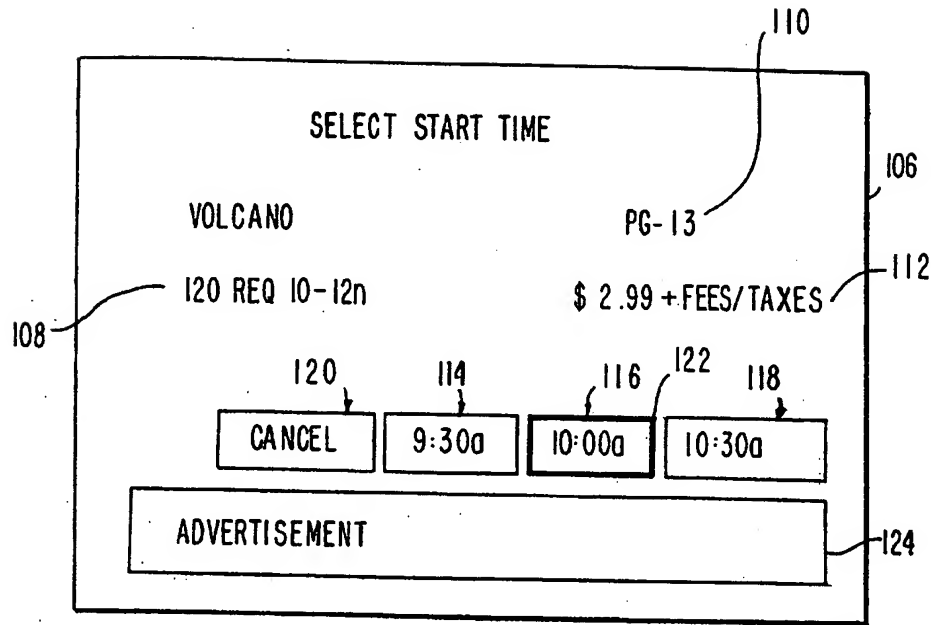 110
SELECT START TIME
106
VOLCANO PG-13
112
120 REQ 10-12n $ 2.99 + FEES/TAXES
108
120 114 116 122 118
CANCEL 9:30a 10:00a 10:30a
ADVERTISEMENT
124